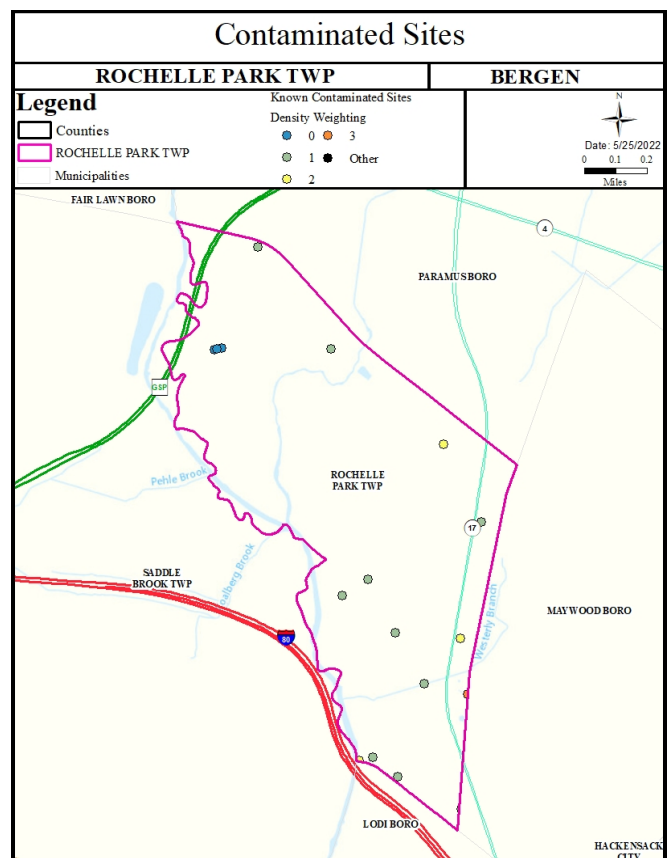 Contaminated Sites
ROCHELLE PARK TWP
BERGEN
Legend
Counties
ROCHELLE PARK TWP
Municipalities
Known Contaminated Sites
Density Weighting
0 3
1 Other
2
N
Date: 5/25/2022
0 0.1 0.2
Miles
FAIR LAWN BORO
4
PARAMUS BORO
GSP
Pehle Brook
ROCHELLE
PARK TWP
17
SADDLE
BROOK TWP
oalberg Brook
Westerly Branch
MAYWOOD BORO
80
LODI BORO
HACKENSACK
CITY